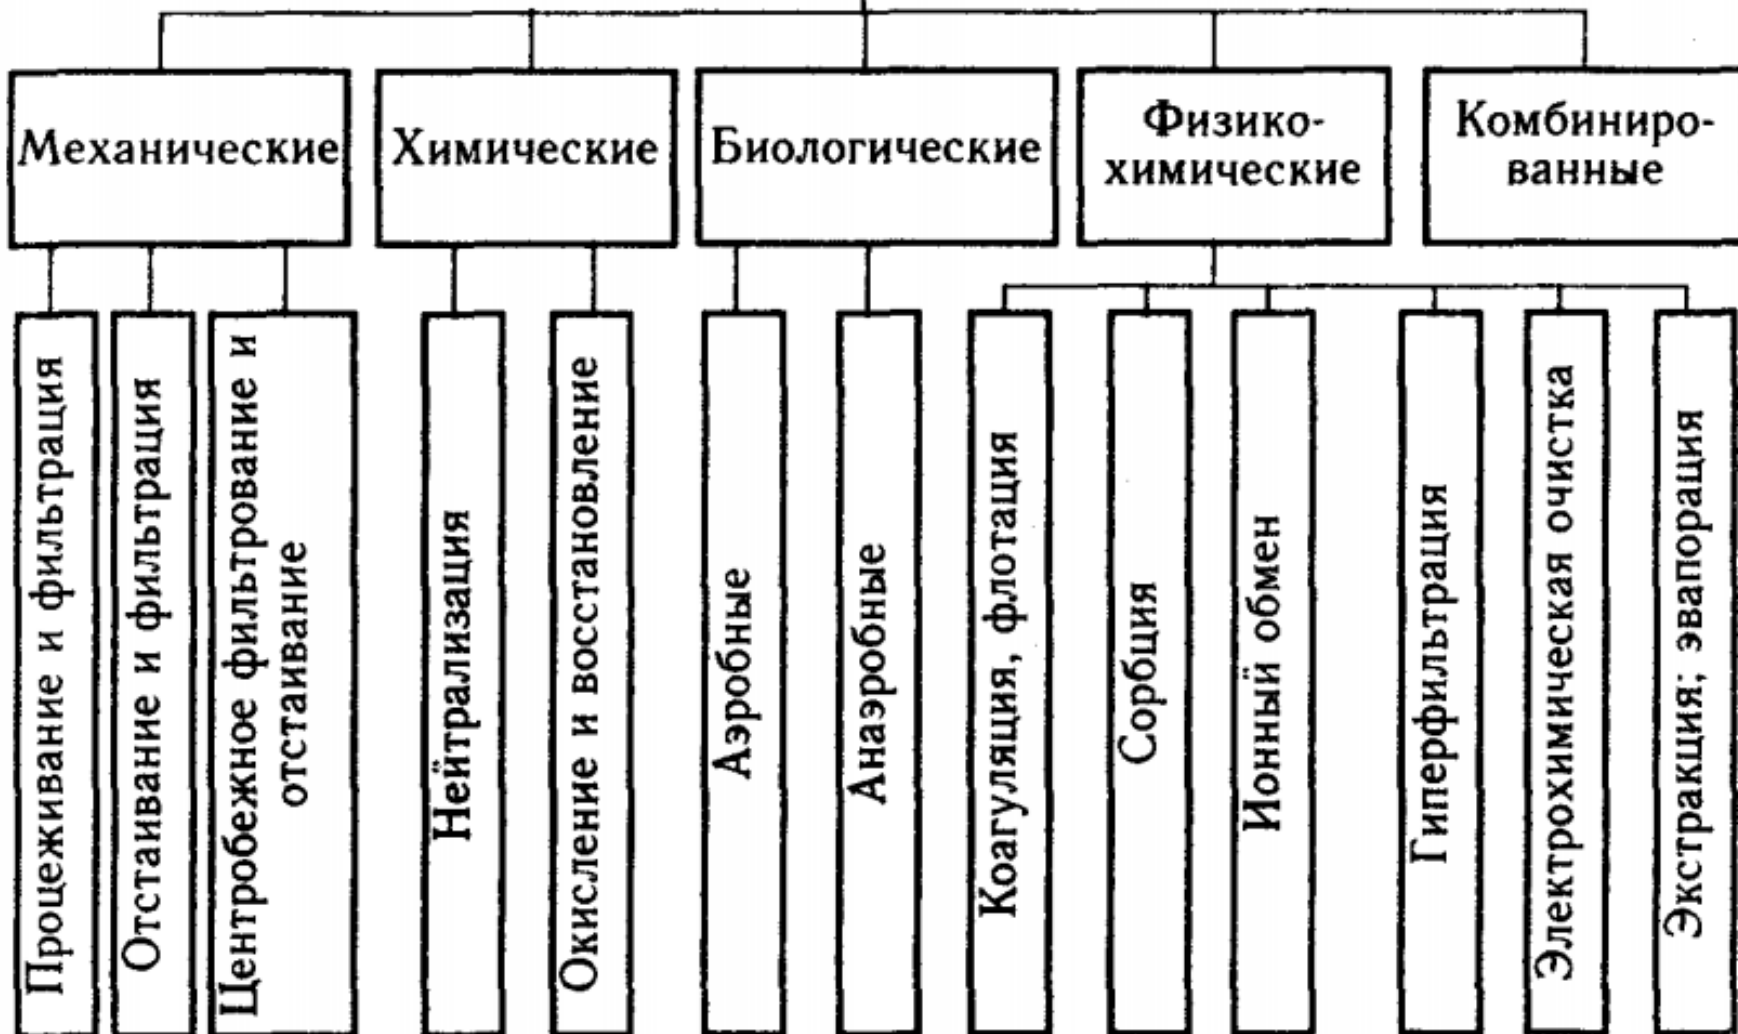 Механические
Химические
Биологические
Физико-
химические
Комбиниро-
ванные
Процеживание и фильтрация
Отстаивание и фильтрация
Центробежное фильтрование и
отстаивание
Нейтрализация
Окисление и восстановление
Аэробные
Анаэробные
Коагуляция, флотация
Сорбция
Ионный обмен
Гиперфильтрация
Электрохимическая очистка
Экстракция; эвапорация